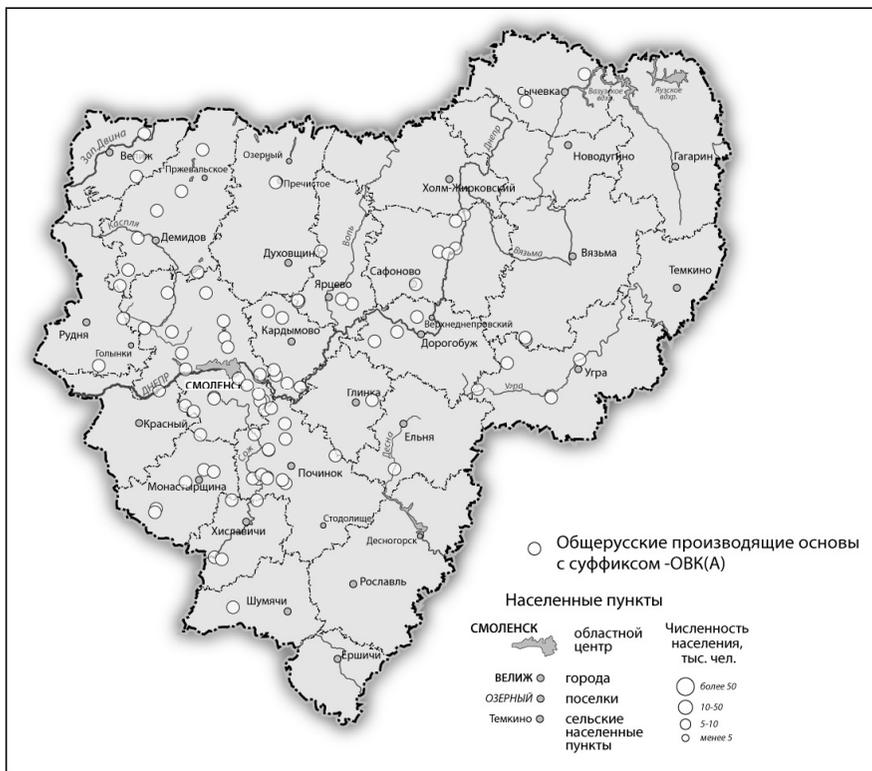 Сычевка
Вазузское
вдхр.
Яузское
вдхр.
Зап.Двина
Велиж
Пржевальское
Озерный
Пречистое
Днепр
Новодугино
Гагарин
Холм-Жирковский
Каспля
Демидов
Духовщин
Вопь
Сафоново
Вязьма
Вязьма
Темкино
Ярцево
Рудня
Голынки
Кардымово
Верхнеднепровский
Дорогобуж
ДНЕПР
СМОЛЕНСК
Глинка
Угра
Угра
Красный
Ельня
Десна
Сож
Починок
Монастырщина
Стодолище
Хиславичи
Десногорск
Рославль
Шумячи
Ершичи
Общерусские производящие основы
с суффиксом -ОВК(А)
Населенные пункты
СМОЛЕНСК
областной
центр
Численность
населения,
тыс. чел.
ВЕЛИЖ
города
более 50
ОЗЕРНЫЙ
поселки
10-50
5-10
Темкино
сельские
населенные
пункты
менее 5